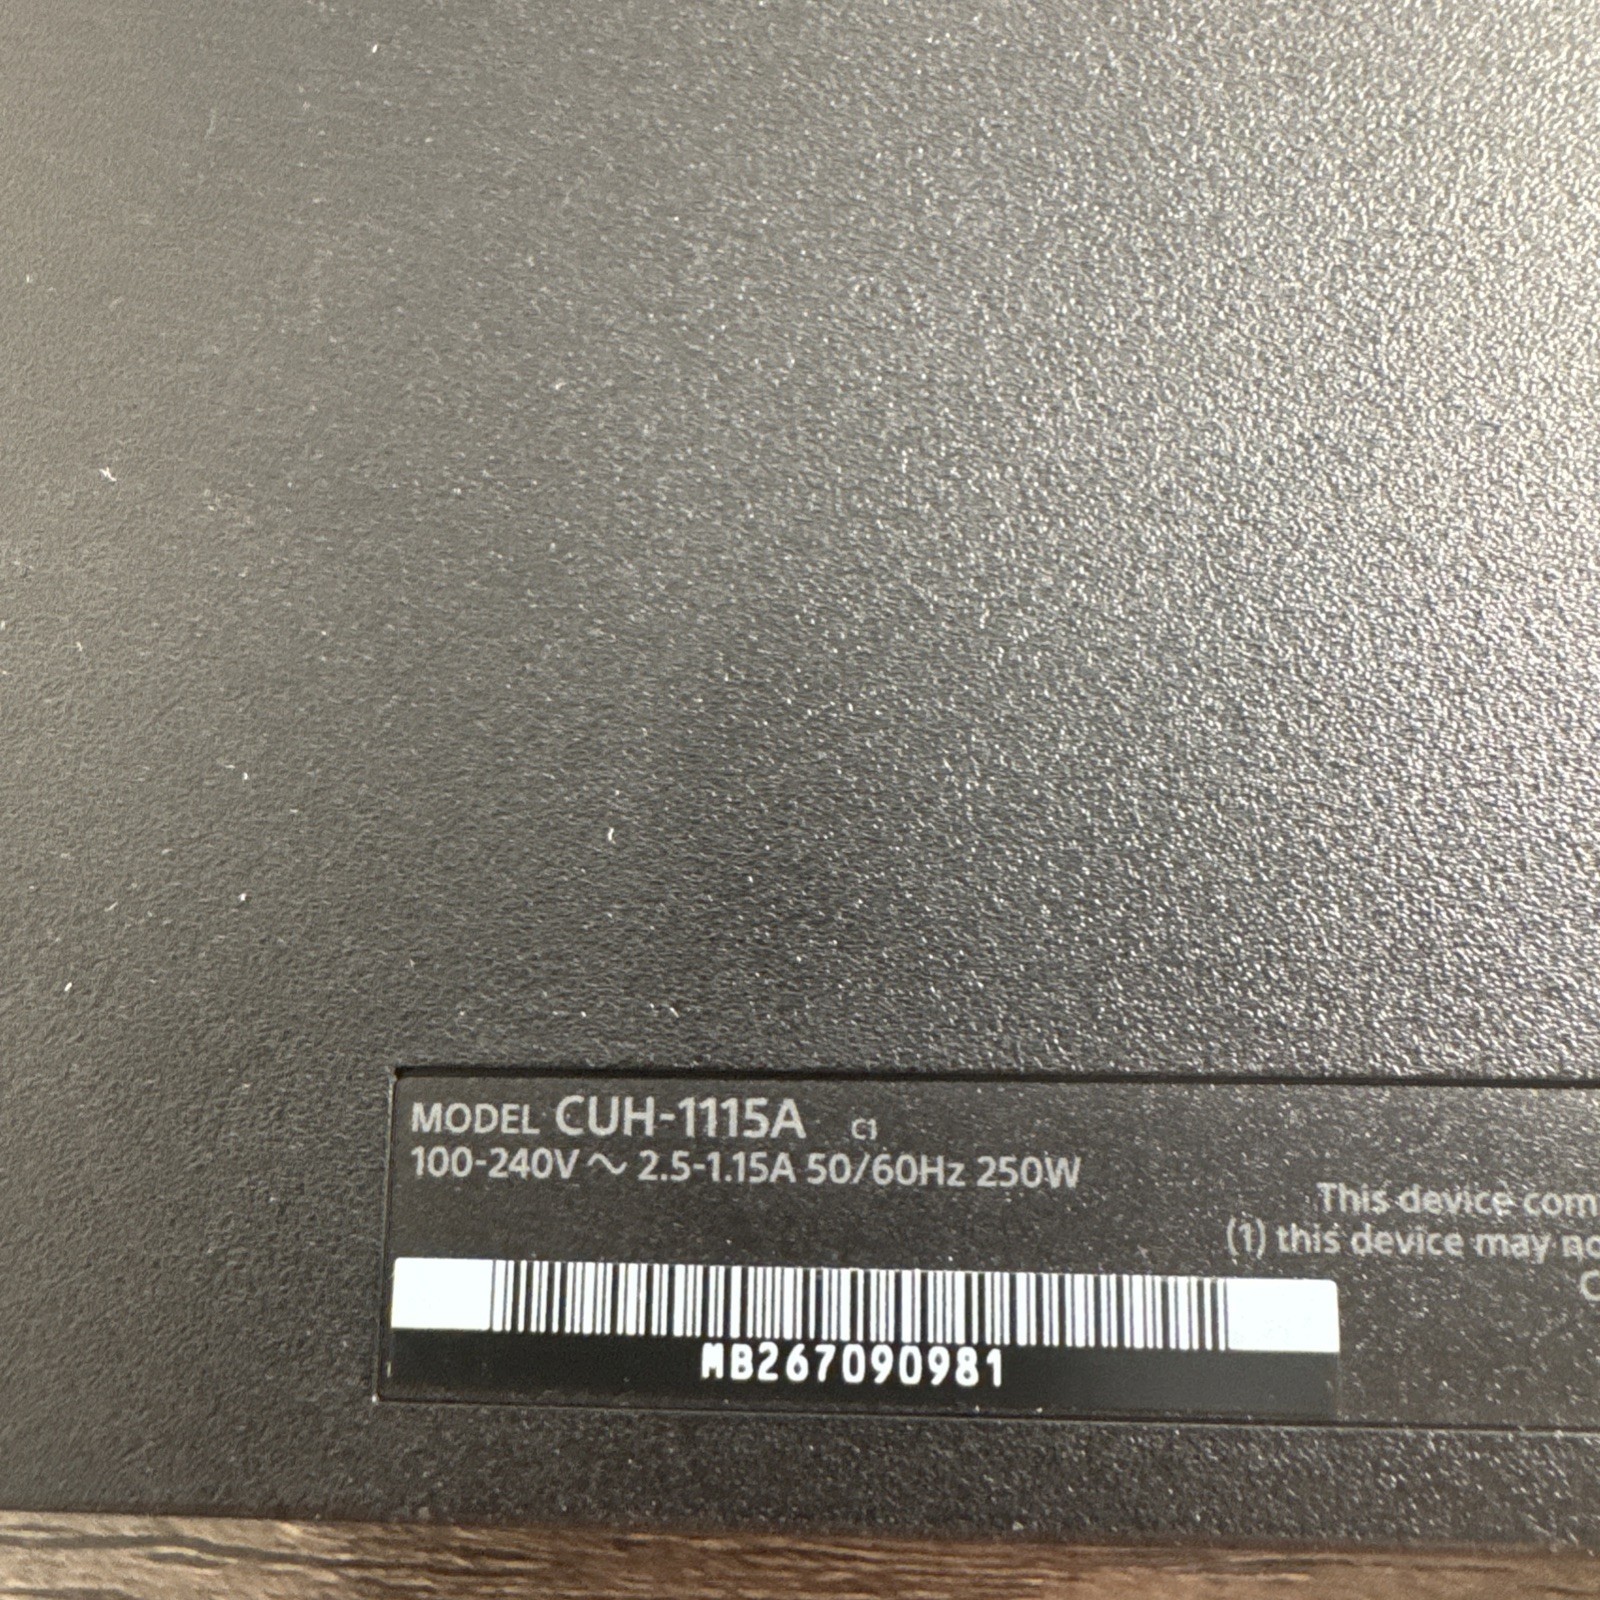 MODEL CUH-1115A C1
100-240V ~ 2.5-1.15A 50/60Hz 250W
This device com
(1) this device may no
C
MB267090981